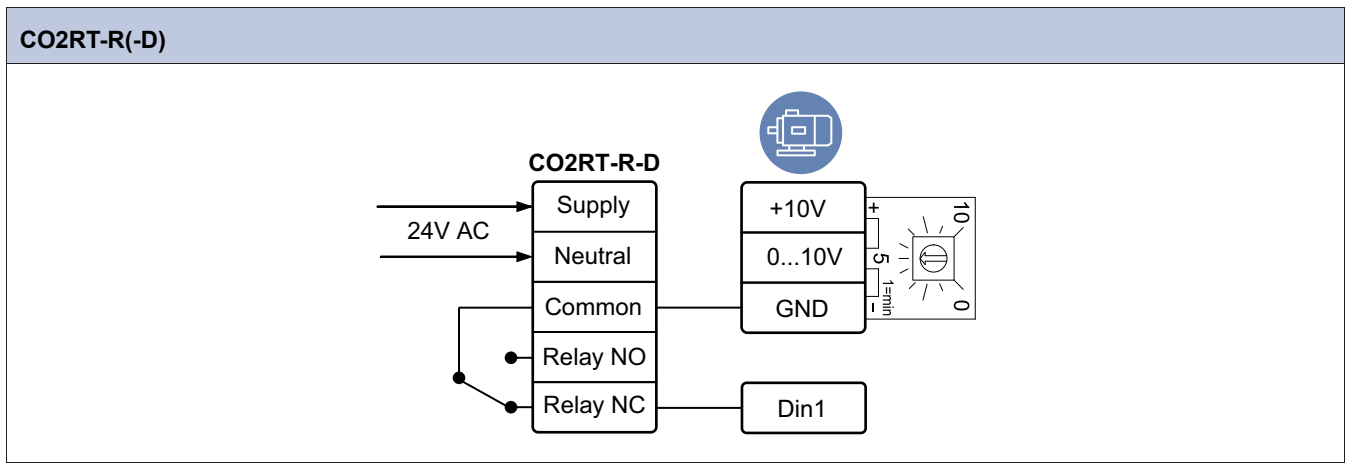 CO2RT-R(-D)
CO2RT-R-D
24V AC
Supply
Neutral
Common
Relay NO
Relay NC
+10V
0...10V
GND
Din1
+
-
10
5
0
1=min